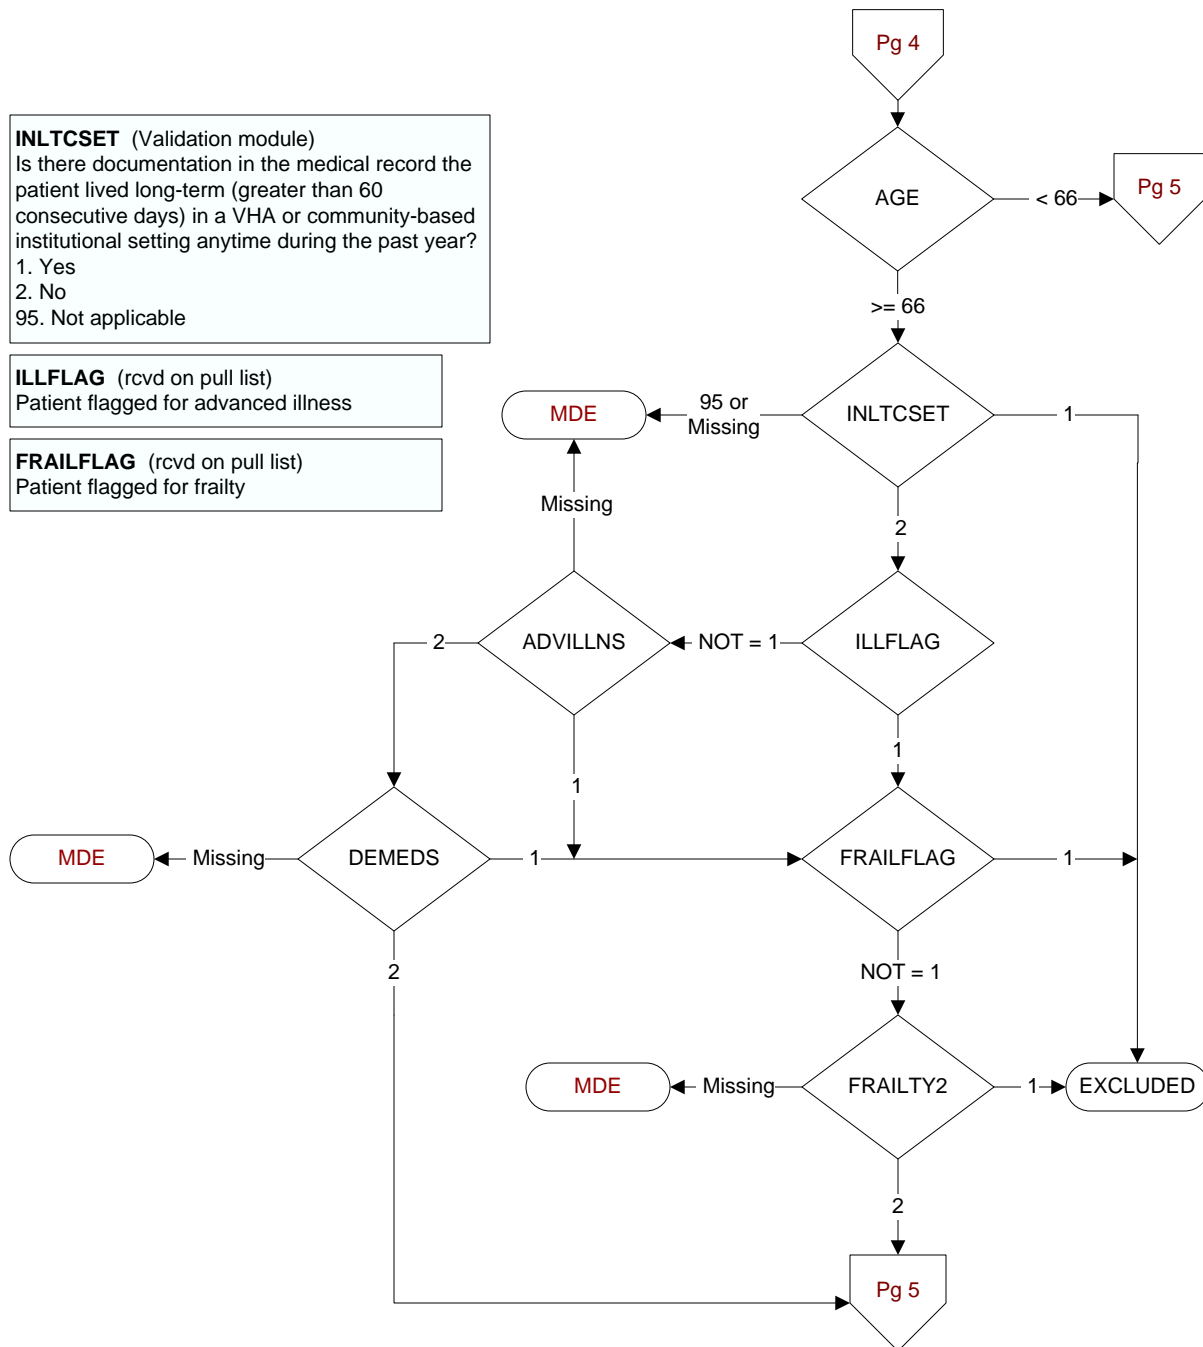 Pg 4
INLTCSET (Validation module)
Is there documentation in the medical record the
patient lived long-term (greater than 60
consecutive days) in a VHA or community-based
institutional setting anytime during the past year?
1. Yes
2. No
95. Not applicable
ILLFLAG (rcvd on pull list)
Patient flagged for advanced illness
FRAILFLAG (rcvd on pull list)
Patient flagged for frailty
AGE
< 66
Pg 5
>= 66
MDE
95 or
Missing
INLTCSET
1
Missing
2
2
ADVILLNS
NOT = 1
ILLFLAG
1
1
MDE
Missing
DEMEDS
1
FRAILFLAG
1
2
NOT = 1
MDE
Missing
FRAILTY2
1
EXCLUDED
2
Pg 5